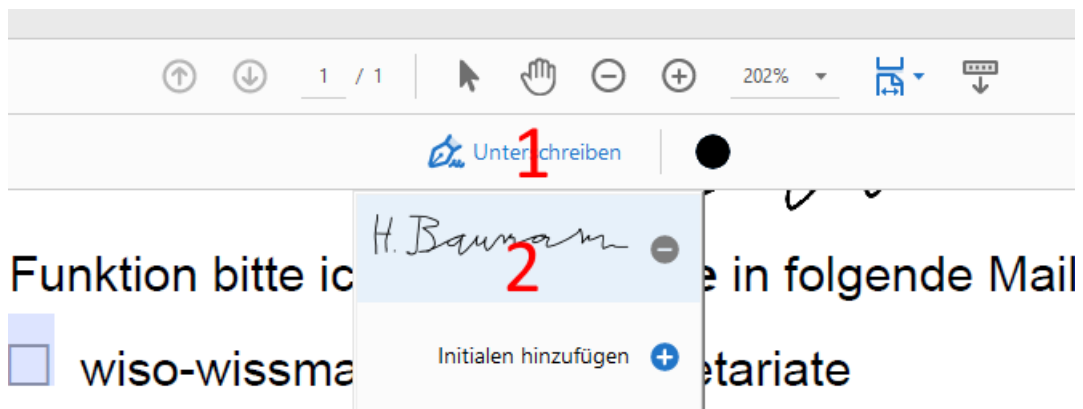 1 / 1 202%
Unterschreiben
1
H. Baumann
2
Funktion bitte ic e in folgende Mail
Initialen hinzufügen
wiso-wissma etariate